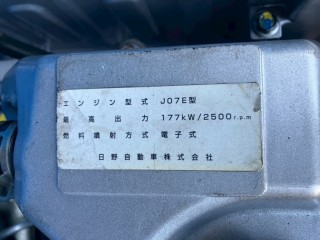 エンジン型式 J07E型
最高出力 177kW/2500r.p.m
燃料噴射方式 電子式
日野自動車株式会社